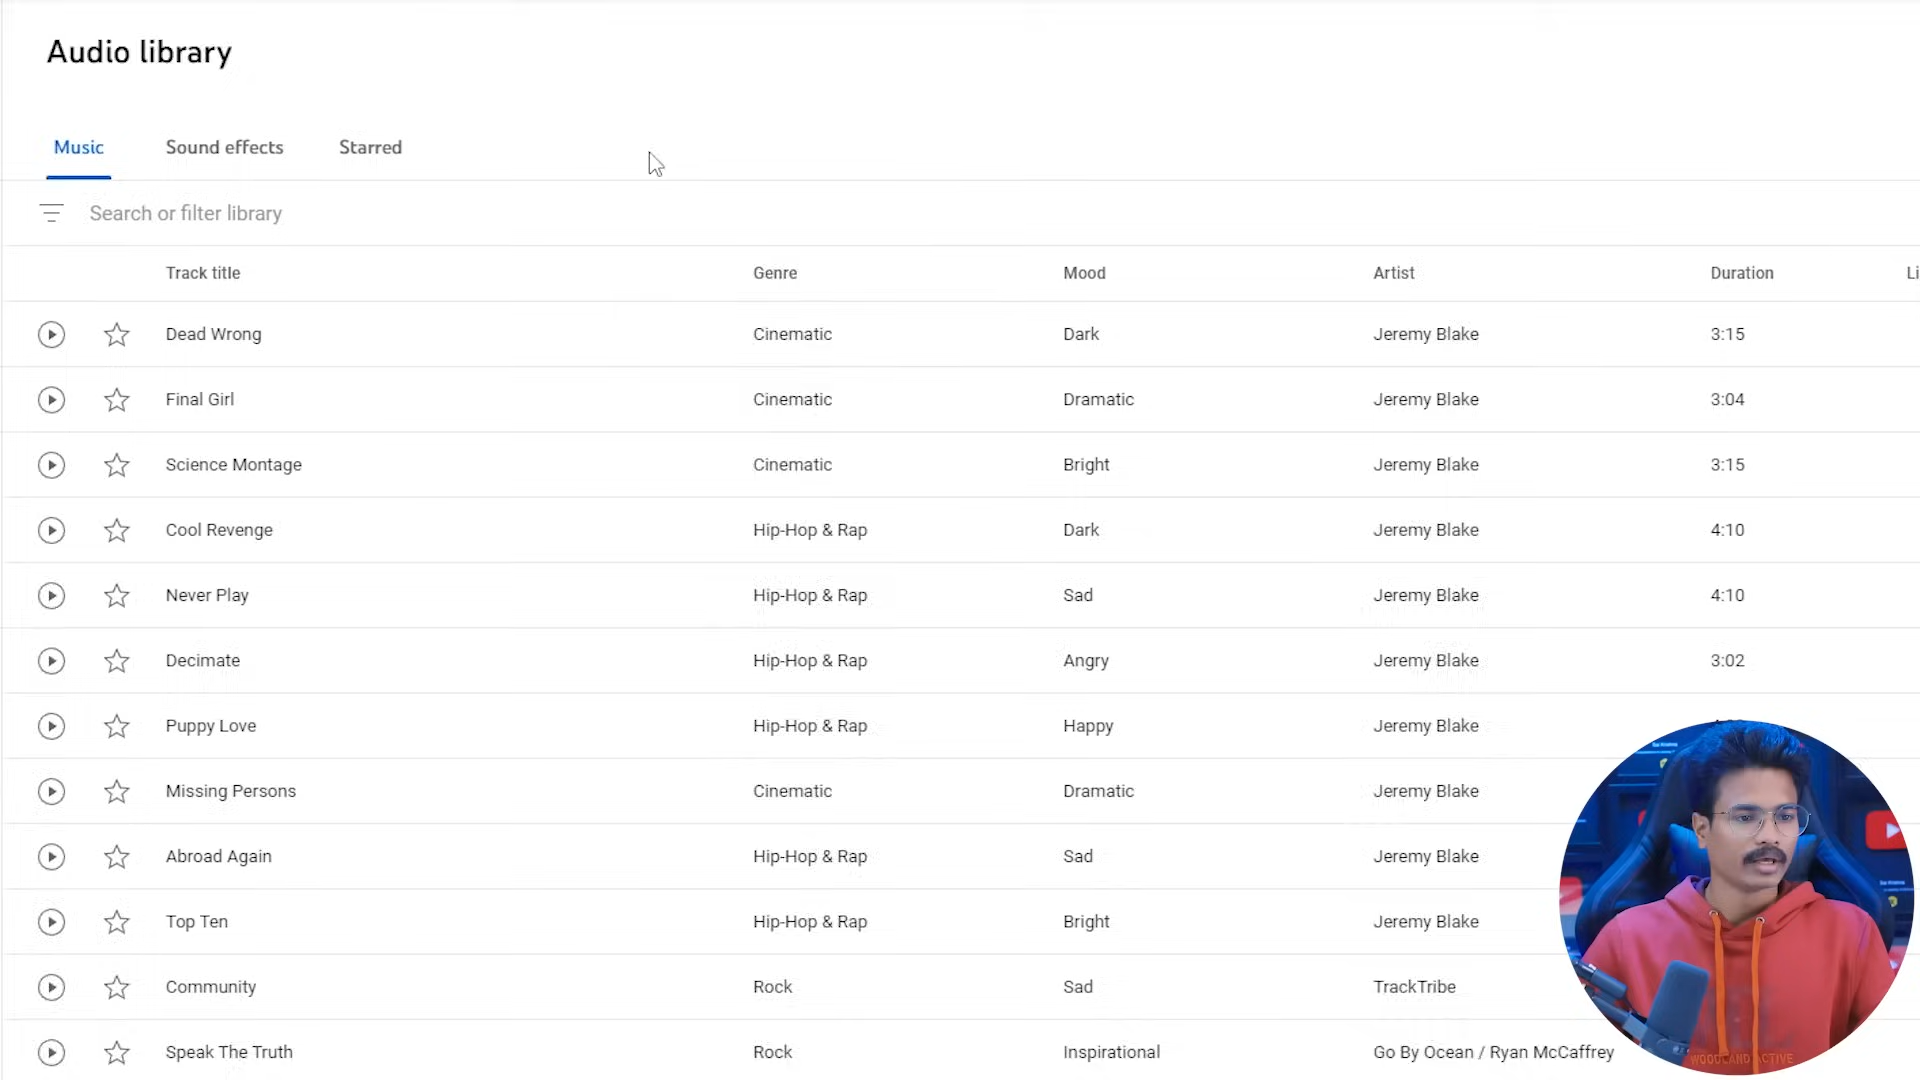 Audio library
Music Sound effects Starred
Search or filter library
Track title Genre Mood Artist Duration Li
Dead Wrong Cinematic Dark Jeremy Blake 3:15
Final Girl Cinematic Dramatic Jeremy Blake 3:04
Science Montage Cinematic Bright Jeremy Blake 3:15
Cool Revenge Hip-Hop & Rap Dark Jeremy Blake 4:10
Never Play Hip-Hop & Rap Sad Jeremy Blake 4:10
Decimate Hip-Hop & Rap Angry Jeremy Blake 3:02
Puppy Love Hip-Hop & Rap Happy Jeremy Blake
Missing Persons Cinematic Dramatic Jeremy Blake
Abroad Again Hip-Hop & Rap Sad Jeremy Blake
Top Ten Hip-Hop & Rap Bright Jeremy Blake
Community Rock Sad TrackTribe
Speak The Truth Rock Inspirational Go By Ocean / Ryan McCaffrey
WOODLAND ACTIVE